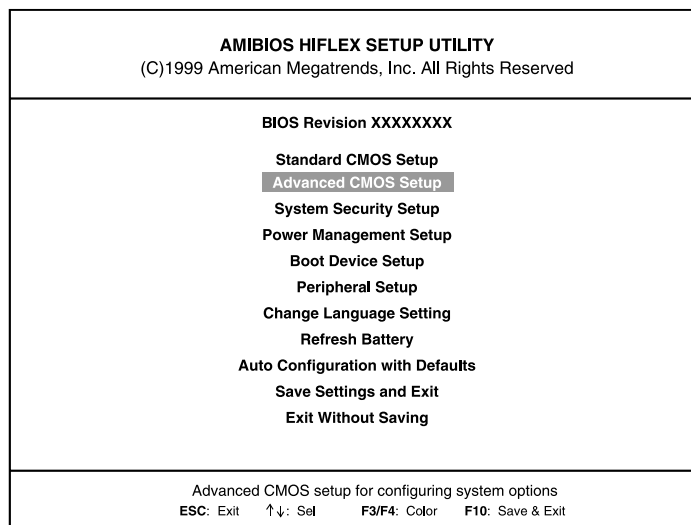 AMIBIOS HIFLEX SETUP UTILITY
(C)1999 American Megatrends, Inc. All Rights Reserved
BIOS Revision XXXXXXXX
Standard CMOS Setup
Advanced CMOS Setup
System Security Setup
Power Management Setup
Boot Device Setup
Peripheral Setup
Change Language Setting
Refresh Battery
Auto Configuration with Defaults
Save Settings and Exit
Exit Without Saving
Advanced CMOS setup for configuring system options
ESC: Exit ↑↓: Sel F3/F4: Color F10: Save & Exit